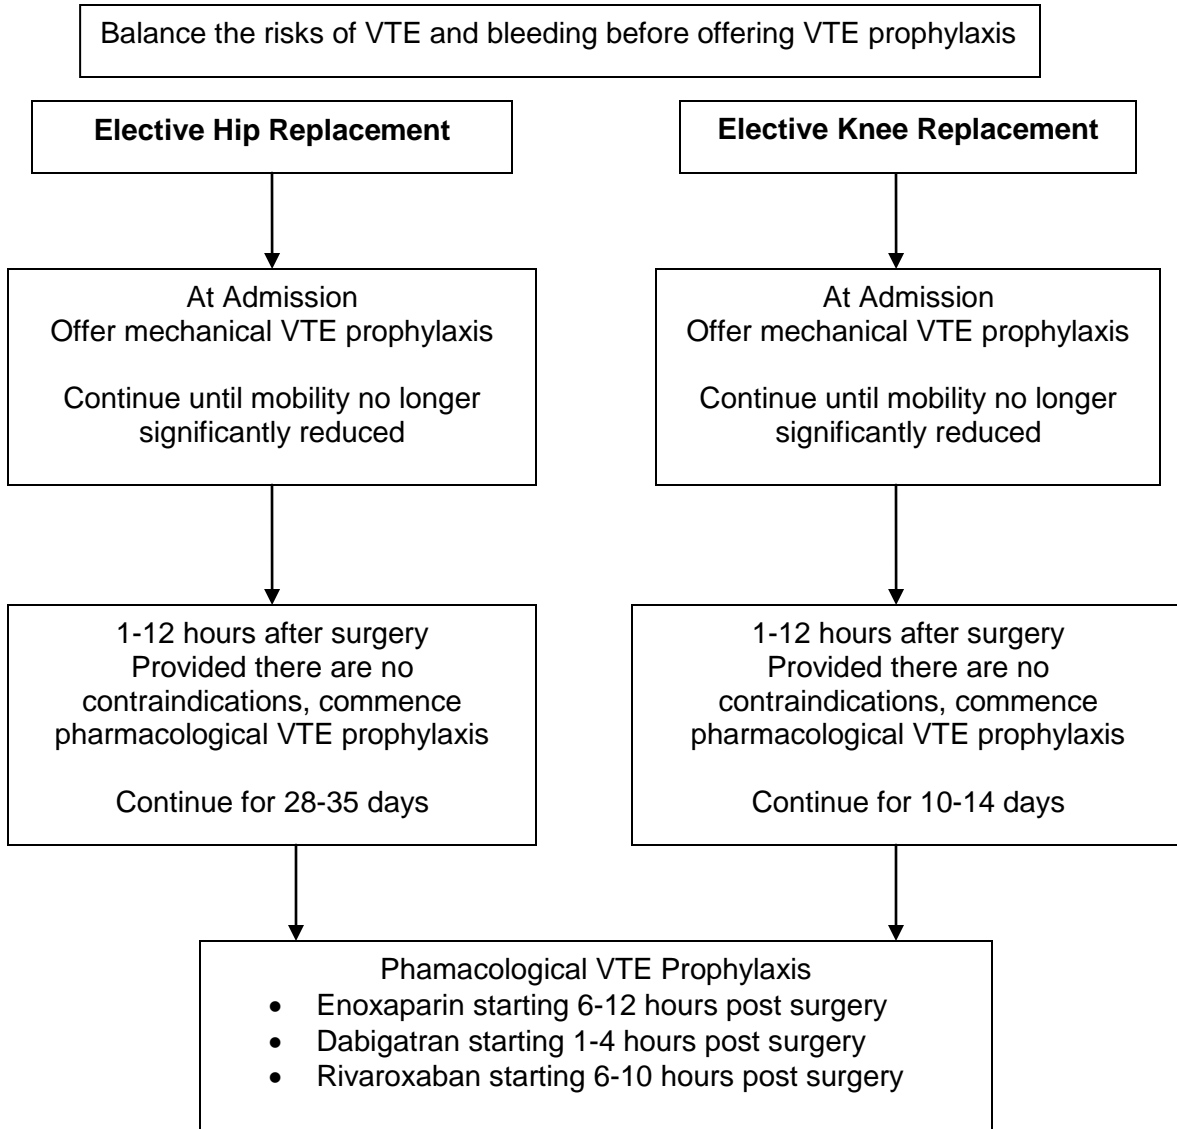 Balance the risks of VTE and bleeding before offering VTE prophylaxis
Elective Hip Replacement
Elective Knee Replacement
At Admission
Offer mechanical VTE prophylaxis
Continue until mobility no longer
significantly reduced
At Admission
Offer mechanical VTE prophylaxis
Continue until mobility no longer
significantly reduced
1-12 hours after surgery
Provided there are no
contraindications, commence
pharmacological VTE prophylaxis
Continue for 28-35 days
1-12 hours after surgery
Provided there are no
contraindications, commence
pharmacological VTE prophylaxis
Continue for 10-14 days
Phamacological VTE Prophylaxis
• Enoxaparin starting 6-12 hours post surgery
• Dabigatran starting 1-4 hours post surgery
• Rivaroxaban starting 6-10 hours post surgery